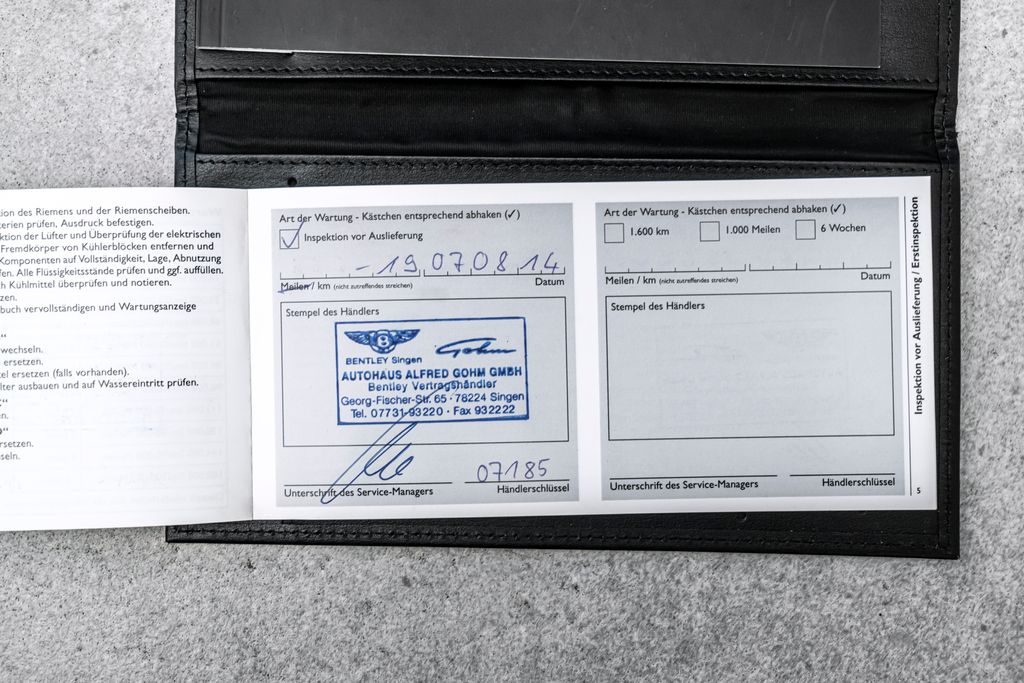 ion des Riemens und der Riemenscheiben.
erien prüfen, Ausdruck befestigen.
ktion der Lüfter und Überprüfung der elektrischen
Fremdkörper von Kühlerblöcken entfernen und
Komponenten auf Vollständigkeit, Lage, Abnutzung
fen. Alle Flüssigkeitsstände prüfen und ggf. auffüllen.
ch Kühlmittel überprüfen und notieren.
zen.
buch vervollständigen und Wartungsanzeige
"
wechseln.
ersetzen.
el ersetzen (falls vorhanden).
lter ausbauen und auf Wassereintritt prüfen.
"
n.
"
rsetzen.
seln.
Art der Wartung - Kästchen entsprechend abhaken (✓)
✓ Inspektion vor Auslieferung
- 19 07 08 14
Meilen / km (nicht zutreffendes streichen) Datum
Stempel des Händlers
B
BENTLEY Singen Gohm
AUTOHAUS ALFRED GOHM GMBH
Bentley Vertragshändler
Georg-Fischer-Str. 65 · 78224 Singen
Tel. 07731-93220 · Fax 932222
07185
Unterschrift des Service-Managers Händlerschlüssel
Art der Wartung - Kästchen entsprechend abhaken (✓)
1.600 km 1.000 Meilen 6 Wochen
Meilen / km (nicht zutreffendes streichen) Datum
Stempel des Händlers
Unterschrift des Service-Managers Händlerschlüssel
Inspektion vor Auslieferung / Erstinspektion
5